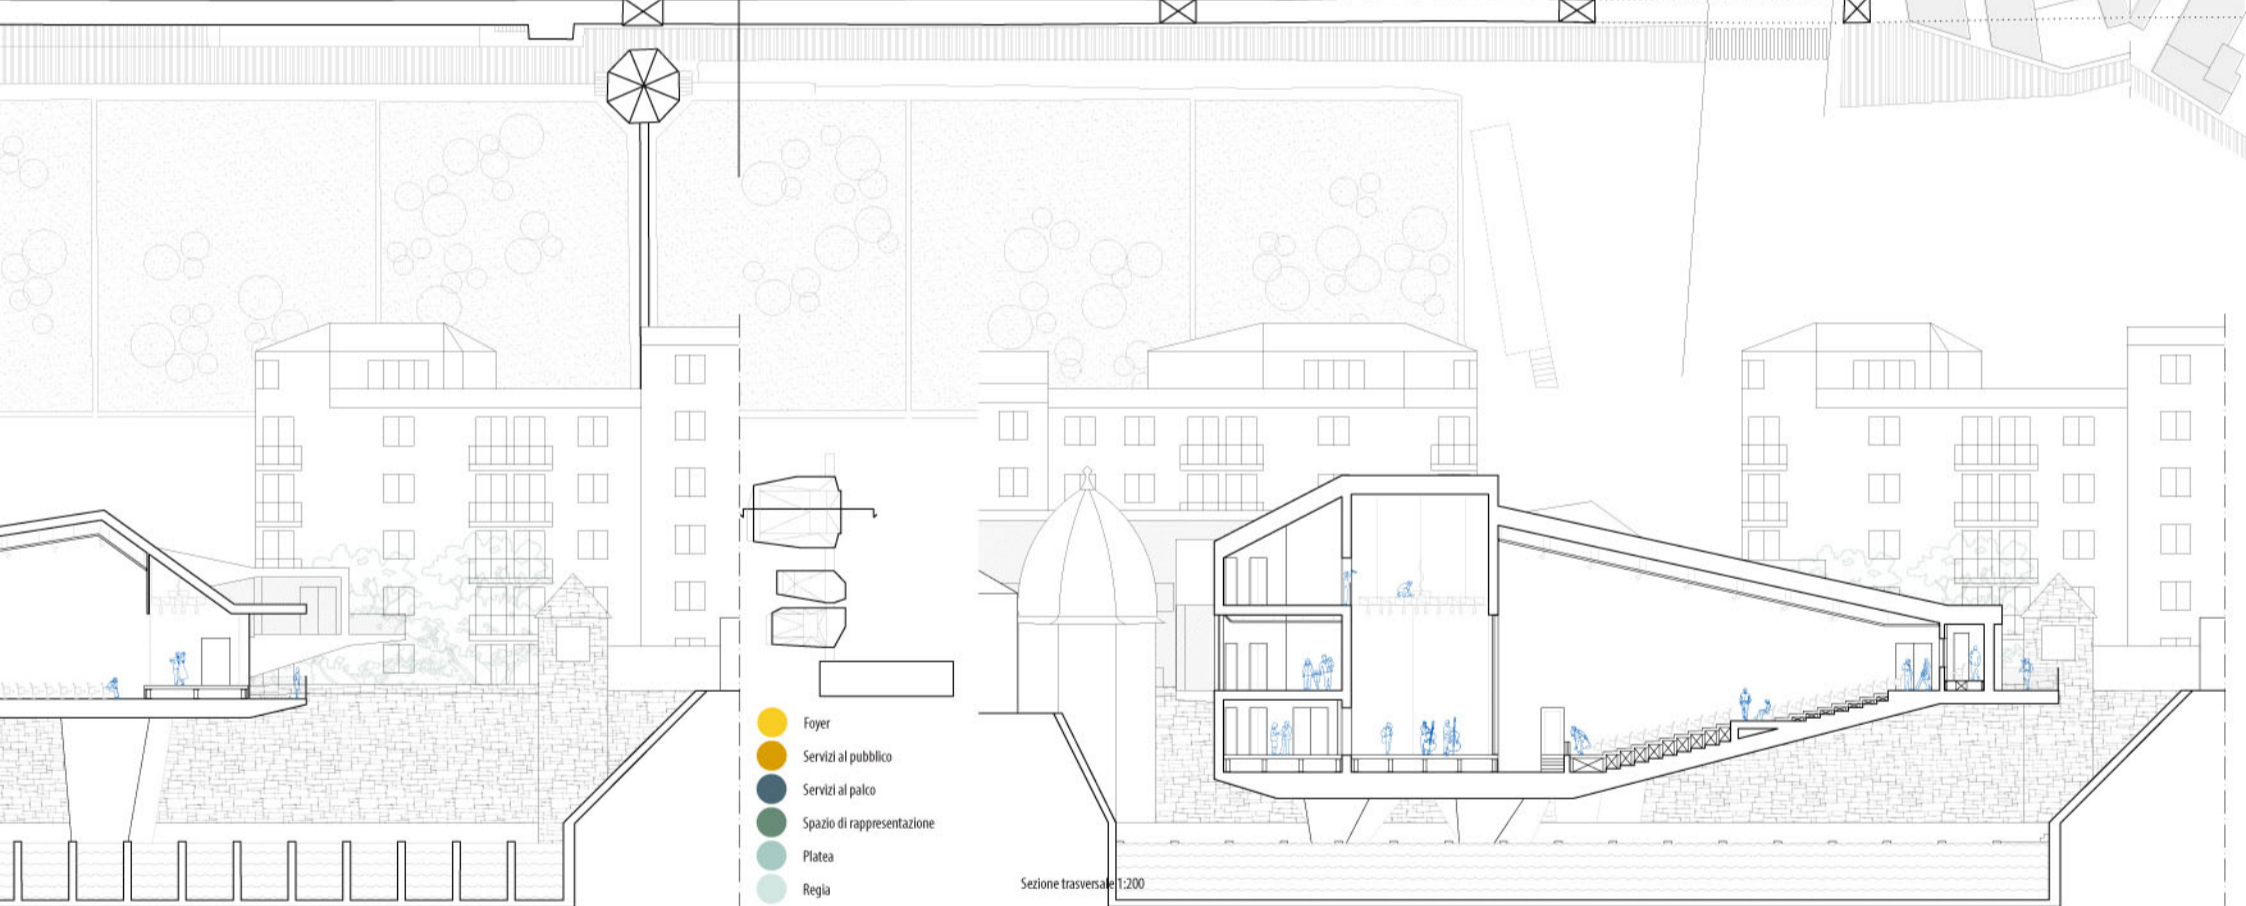 Foyer
Servizi al pubblico
Servizi al palco
Spazio di rappresentazione
Platea
Regia
Sezione trasversale 1:200